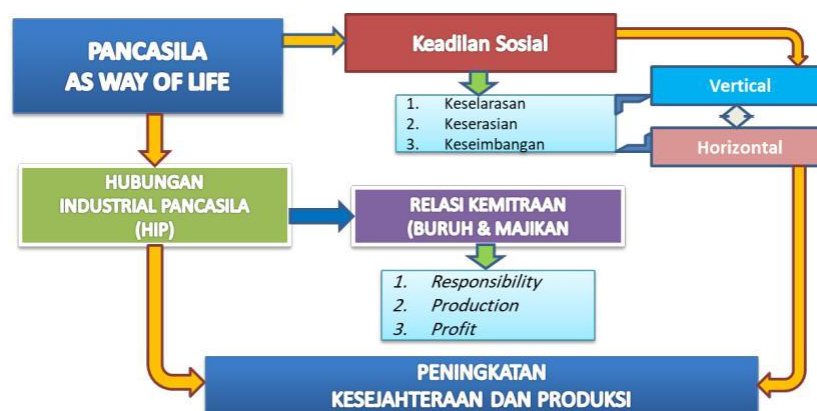 PANCASILA
AS WAY OF LIFE
Keadilan Sosial
1. Keselarasan
2. Keserasian
3. Keseimbangan
Vertical
Horizontal
HUBUNGAN
INDUSTRIAL PANCASILA
(HIP)
RELASI KEMITRAAN
(BURUH & MAJIKAN
1. Responsibility
2. Production
3. Profit
PENINGKATAN
KESEJAHTERAAN DAN PRODUKSI